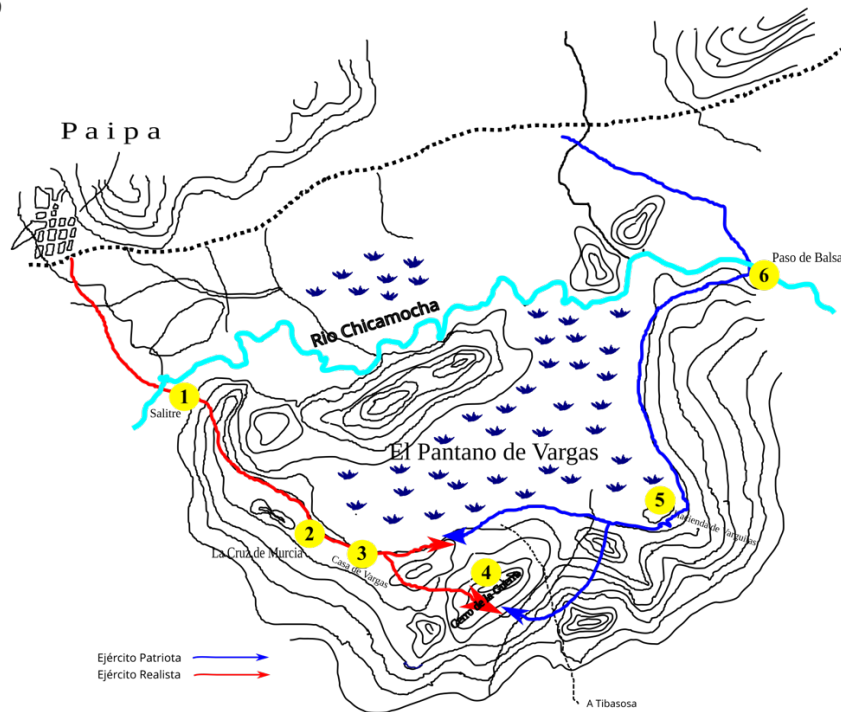 Paipa
Paso de Balsa
6
Rio Chicamocha
1
Salitre
El Pantano de Vargas
5
Hacienda de Varguitas
2
La Cruz de Murcia
3
Casa de Vargas
4
Cerro de la Guerra
Ejército Patriota
Ejército Realista
A Tibasosa